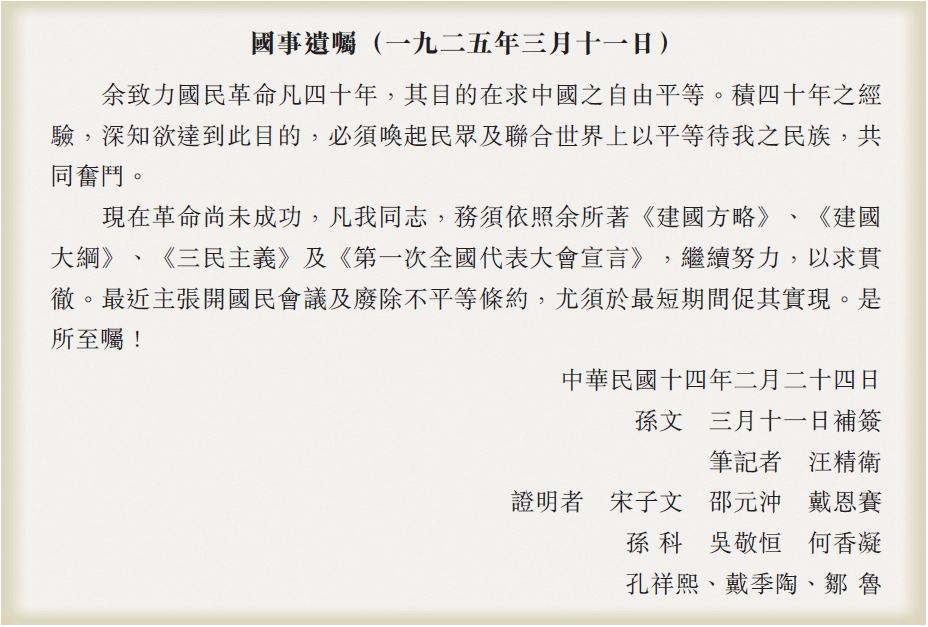 國事遺囑（一九二五年三月十一日）
余致力國民革命凡四十年，其目的在求中國之自由平等。積四十年之經
驗，深知欲達到此目的，必須喚起民眾及聯合世界上以平等待我之民族，共
同奮鬥。
現在革命尚未成功，凡我同志，務須依照余所著《建國方略》、《建國
大綱》、《三民主義》及《第一次全國代表大會宣言》，繼續努力，以求貫
徹。最近主張開國民會議及廢除不平等條約，尤須於最短期間促其實現。是
所至囑！
中華民國十四年二月二十四日
孫文　三月十一日補簽
筆記者　汪精衛
證明者　宋子文　邵元沖　戴恩賽
孫 科　吳敬恒　何香凝
孔祥熙、戴季陶、鄒 魯